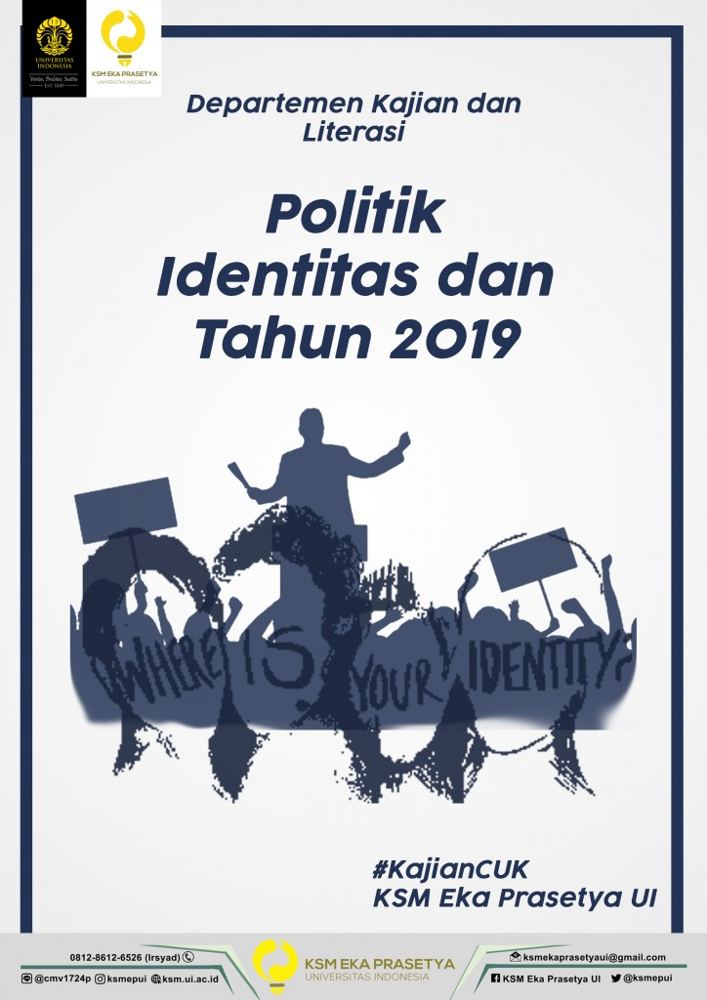 UNIVERSITAS
INDONESIA
Veritas, Probitas, Iustitia
EST. 1849
KSM EKA PRASETYA
UNIVERSITAS INDONESIA
Departemen Kajian dan
Literasi
Politik
Identitas dan
Tahun 2019
WHERE IS YOUR IDENTITY?
#KajianCUK
KSM Eka Prasetya UI
0812-8612-6526 (Irsyad)
@cmv1724p ksmepui ksm.ui.ac.id
KSM EKA PRASETYA
UNIVERSITAS INDONESIA
ksmekaprasetyaui@gmail.com
KSM Eka Prasetya UI @ksmepui